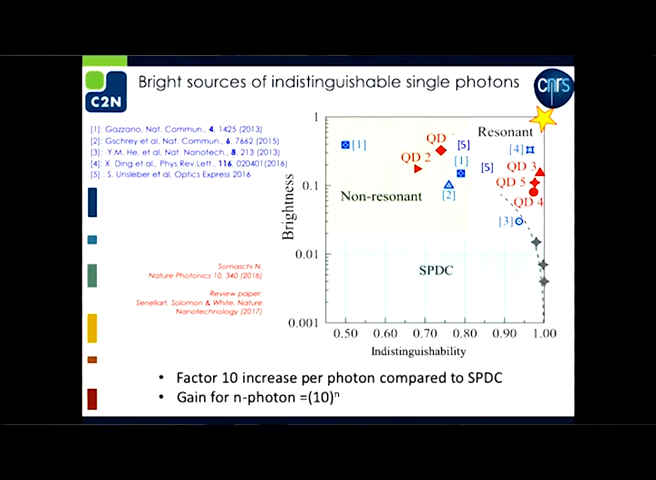 C2N
Bright sources of indistinguishable single photons
cnrs
[1]: Gazzano, Nat. Commun., 4, 1425 (2013)
[2]: Gschrey et al, Nat. Commun., 6, 7662 (2015)
[3]: Y.M. He, et al, Nat. Nanotech., 8, 213 (2013)
[4]: X. Ding et al., Phys Rev Lett., 116, 020401(2016)
[5] : S. Unsleber et al, Optics Express 2016
Somaschi N.
Nature Photonics 10, 340 (2016)
Review paper:
Senellart, Solomon & White, Nature
Nanotechnology (2017)
Brightness
1
0.1
0.01
0.001
Resonant
[1]
QD
[5]
[4]
QD 2
[1]
[5]
QD 3
Non-resonant
[2]
QD 5
QD 4
[3]
SPDC
0.50 0.60 0.70 0.80 0.90 1.00
Indistinguishability
• Factor 10 increase per photon compared to SPDC
• Gain for n-photon =(10)ⁿ